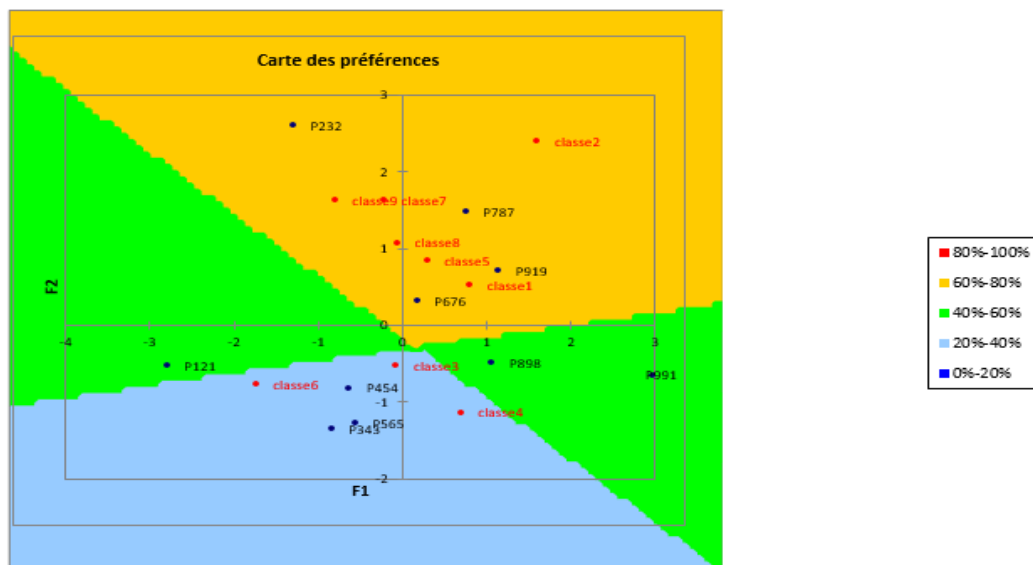 Carte des préférences
3
P232
classe2
2
classe9 classe7
P787
classe8
1
classe5
P919
classe1
P676
F2
0
-4 -3 -2 -1 0 1 2 3
P121
classe3
P898
P991
classe6
P454
-1
classe4
P565
P343
-2
F1
80%-100%
60%-80%
40%-60%
20%-40%
0%-20%